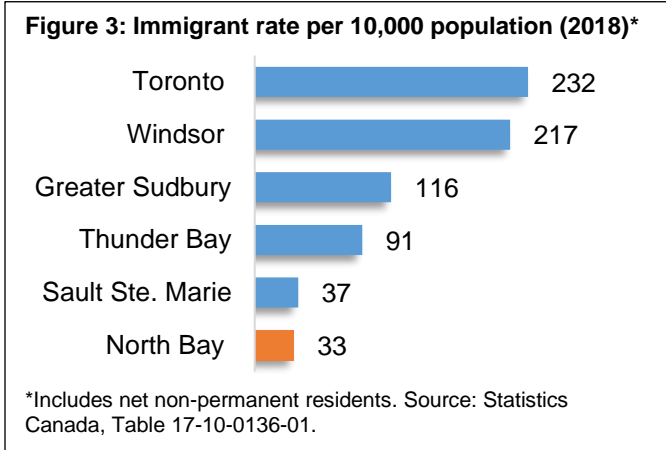 Figure 3: Immigrant rate per 10,000 population (2018)*
Toronto 232
Windsor 217
Greater Sudbury 116
Thunder Bay 91
Sault Ste. Marie 37
North Bay 33
*Includes net non-permanent residents. Source: Statistics
Canada, Table 17-10-0136-01.